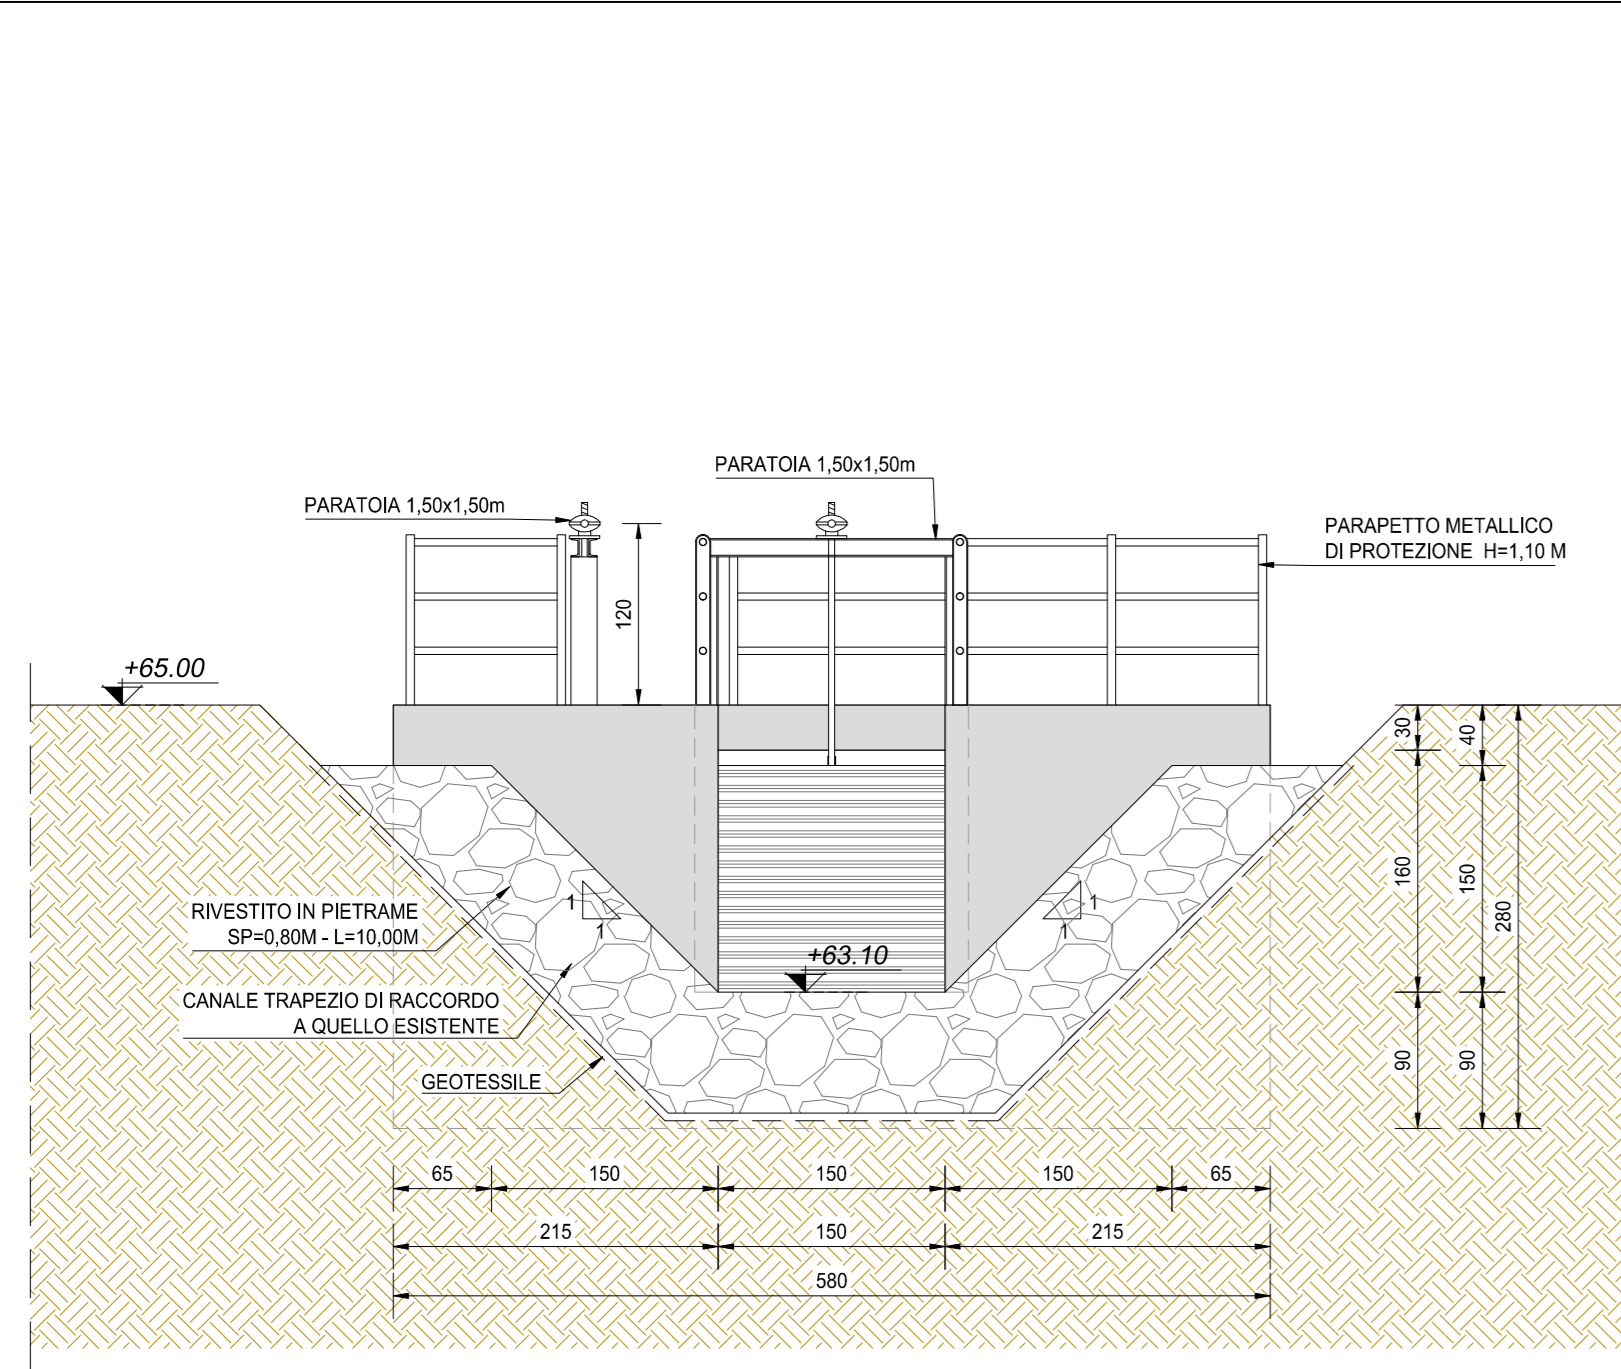 PARATOIA 1,50x1,50m
PARATOIA 1,50x1,50m
PARAPETTO METALLICO
DI PROTEZIONE H=1,10 M
120
+65.00
30
40
160
150
280
90
90
RIVESTITO IN PIETRAME
SP=0,80M - L=10,00M
1
1
1
1
+63.10
CANALE TRAPEZIO DI RACCORDO
A QUELLO ESISTENTE
GEOTESSILE
65
150
150
150
65
215
150
215
580